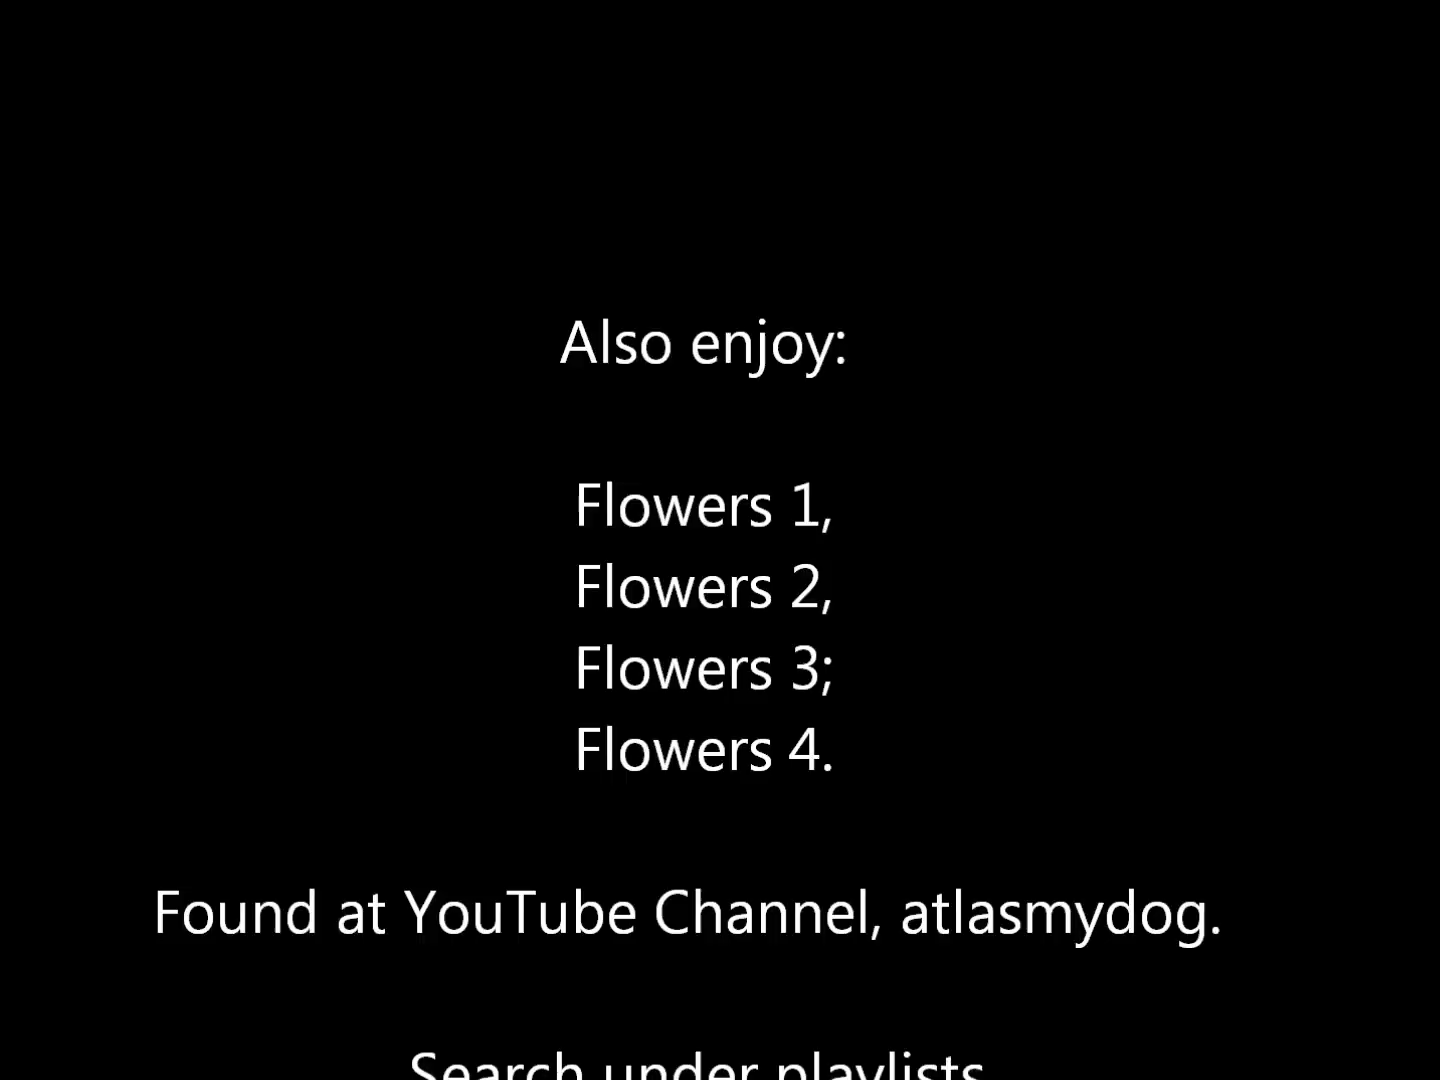 Also enjoy:
Flowers 1,
Flowers 2,
Flowers 3;
Flowers 4.
Found at YouTube Channel, atlasmydog.
Search under playlists